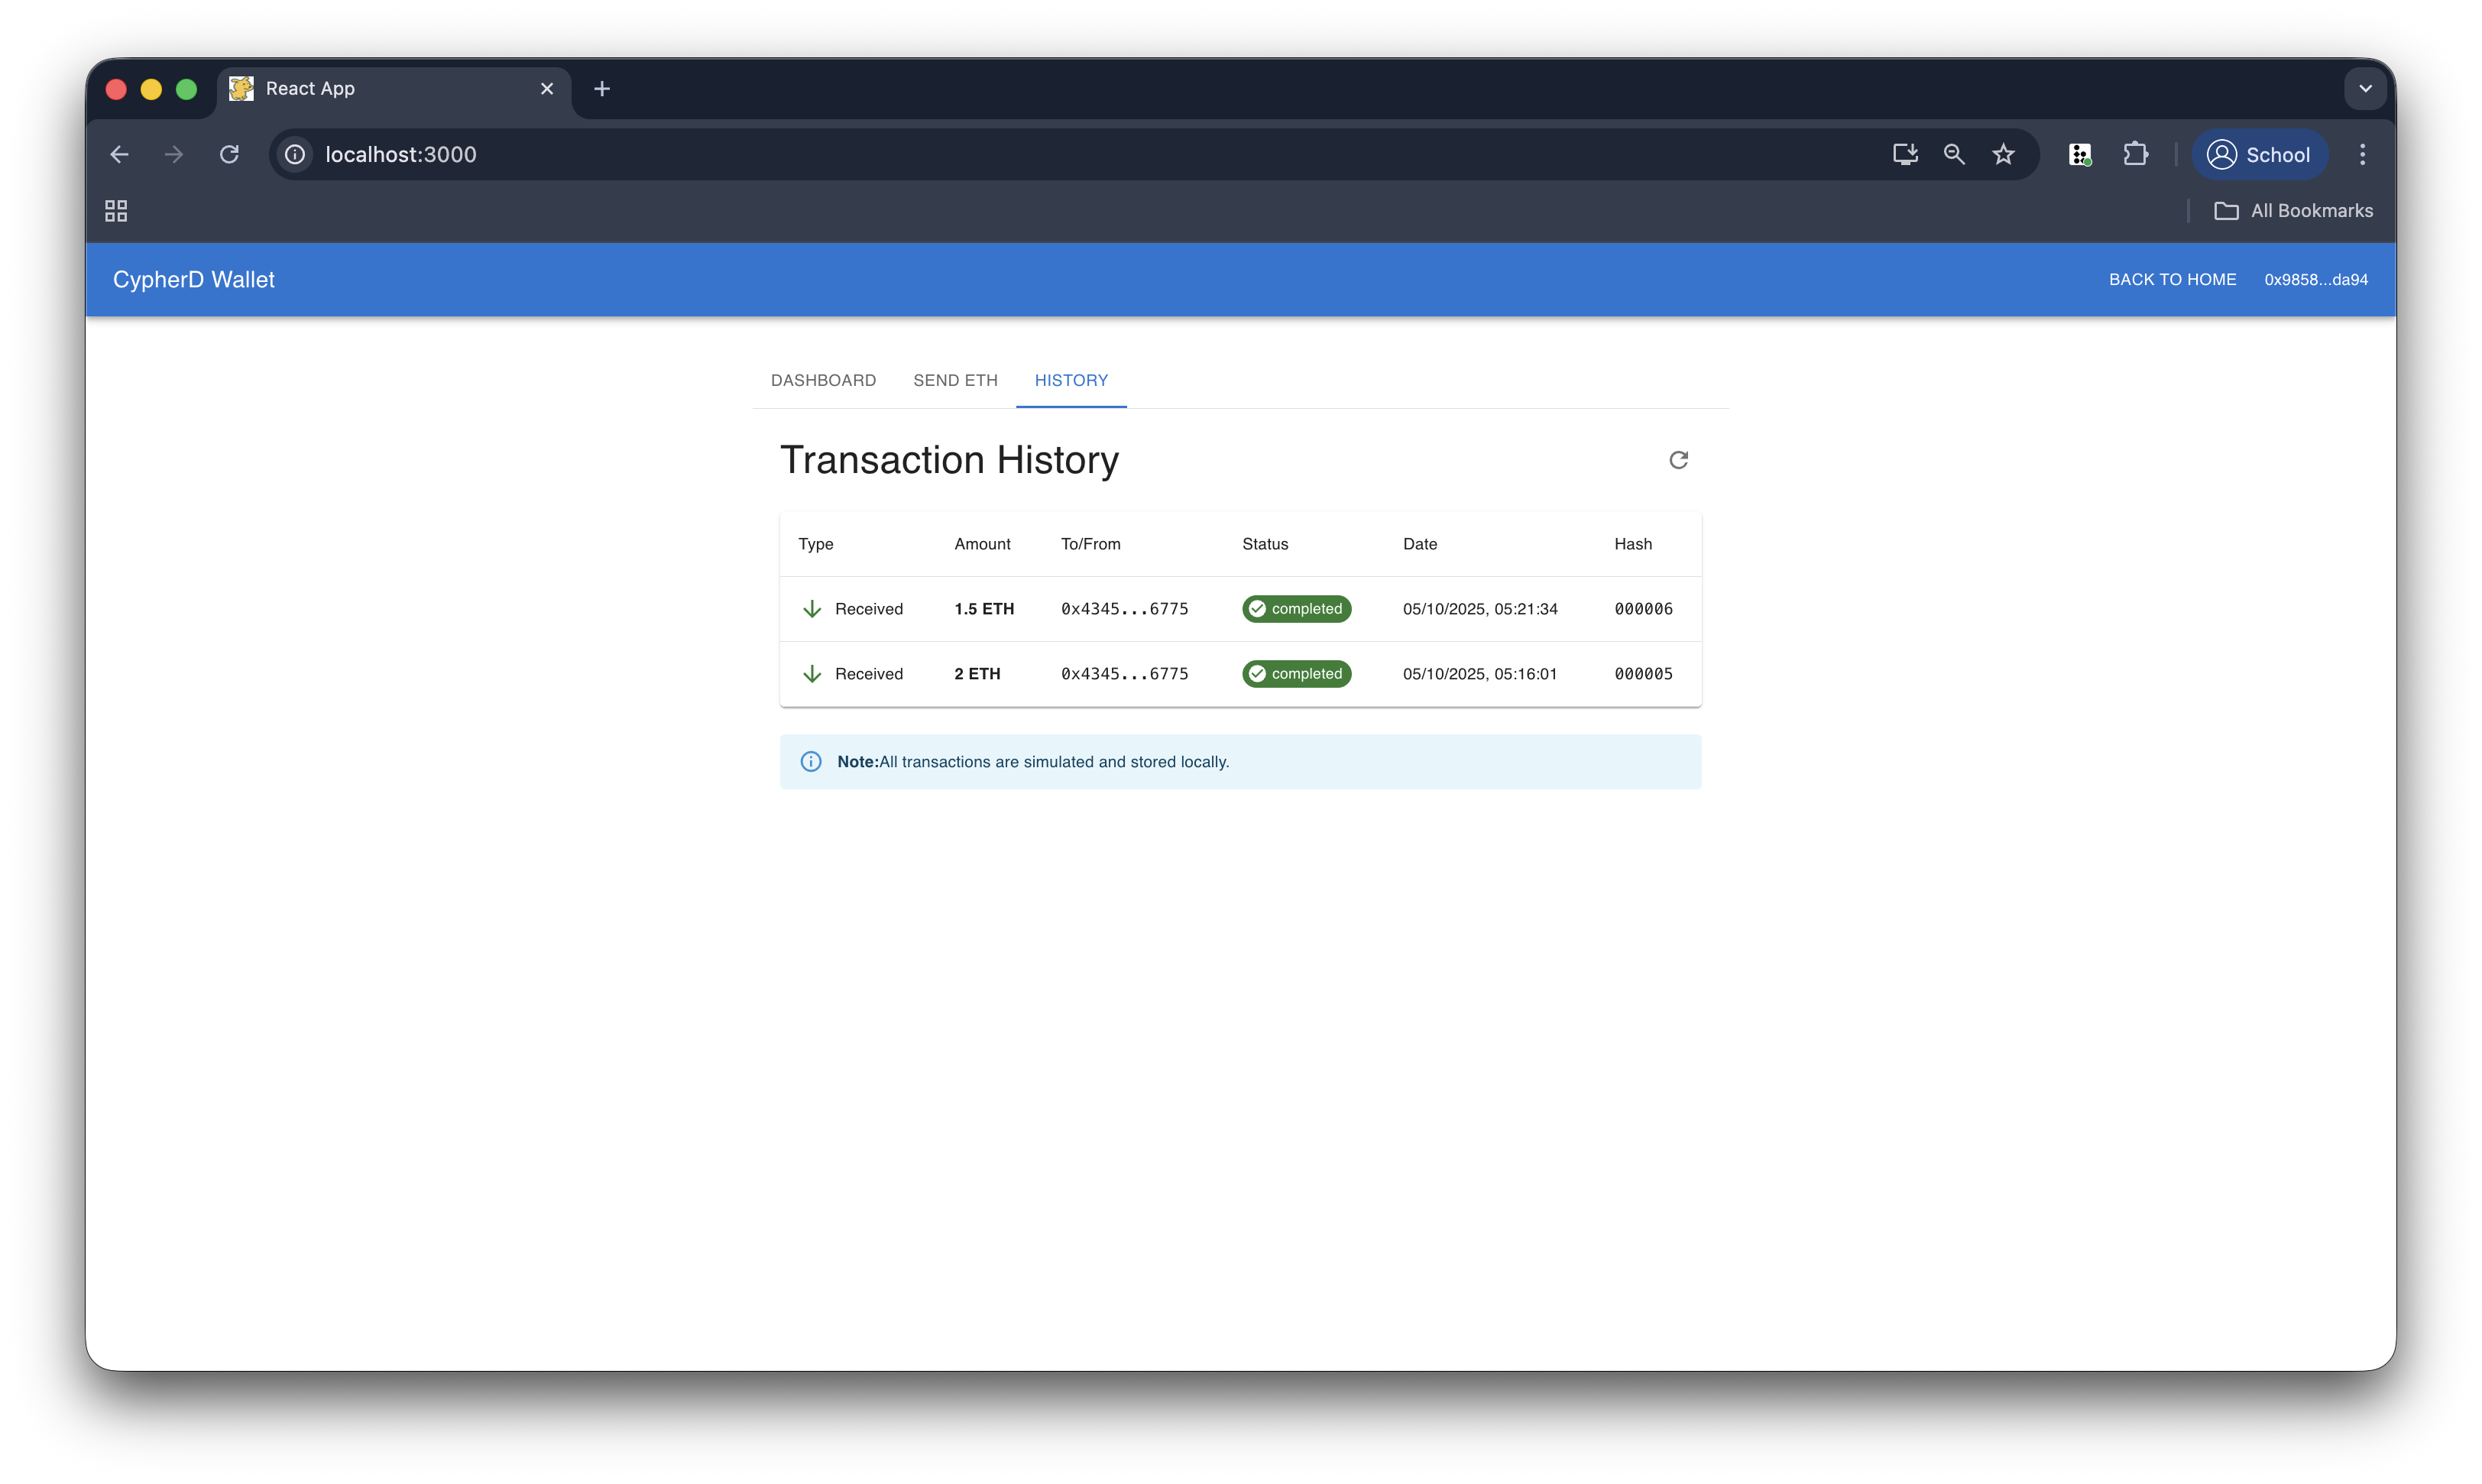 React App
localhost:3000
School
All Bookmarks
CypherD Wallet
BACK TO HOME 0x9858...da94
DASHBOARD SEND ETH HISTORY
Transaction History
Type Amount To/From Status Date Hash
Received 1.5 ETH 0x4345...6775 completed 05/10/2025, 05:21:34 000006
Received 2 ETH 0x4345...6775 completed 05/10/2025, 05:16:01 000005
Note:All transactions are simulated and stored locally.